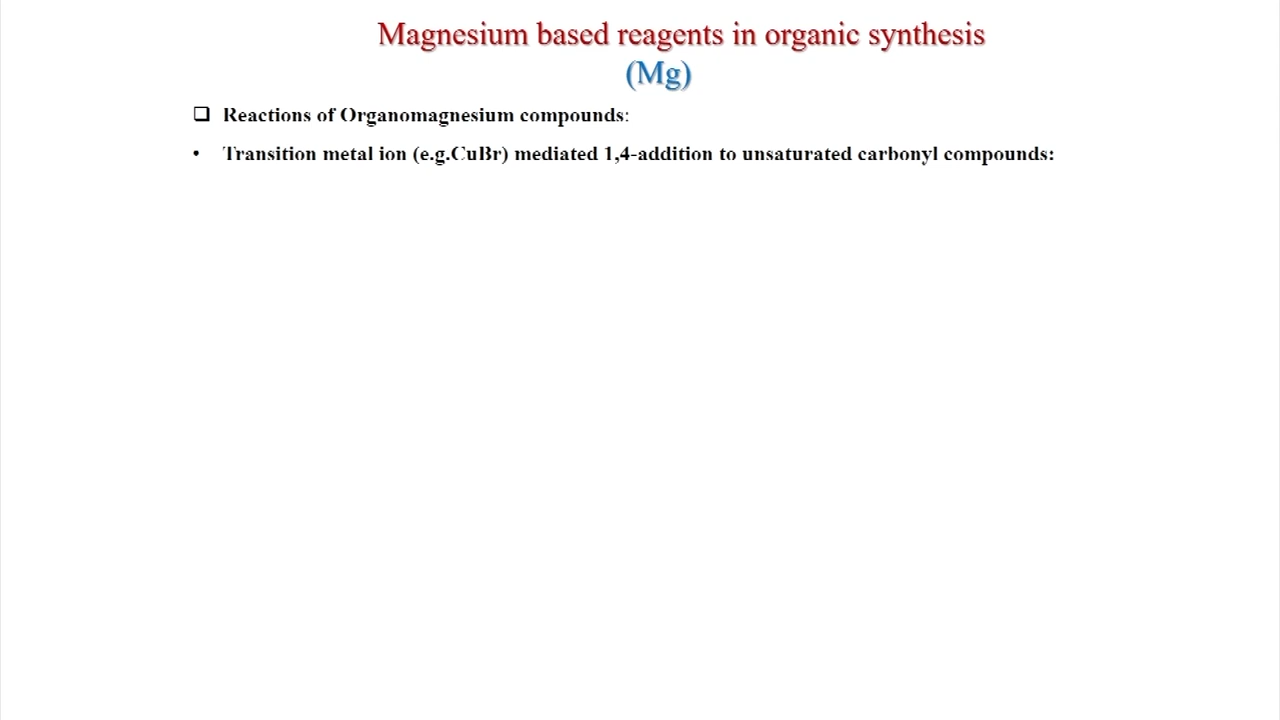 Magnesium based reagents in organic synthesis
(Mg)
❑ Reactions of Organomagnesium compounds:
• Transition metal ion (e.g.CuBr) mediated 1,4-addition to unsaturated carbonyl compounds: